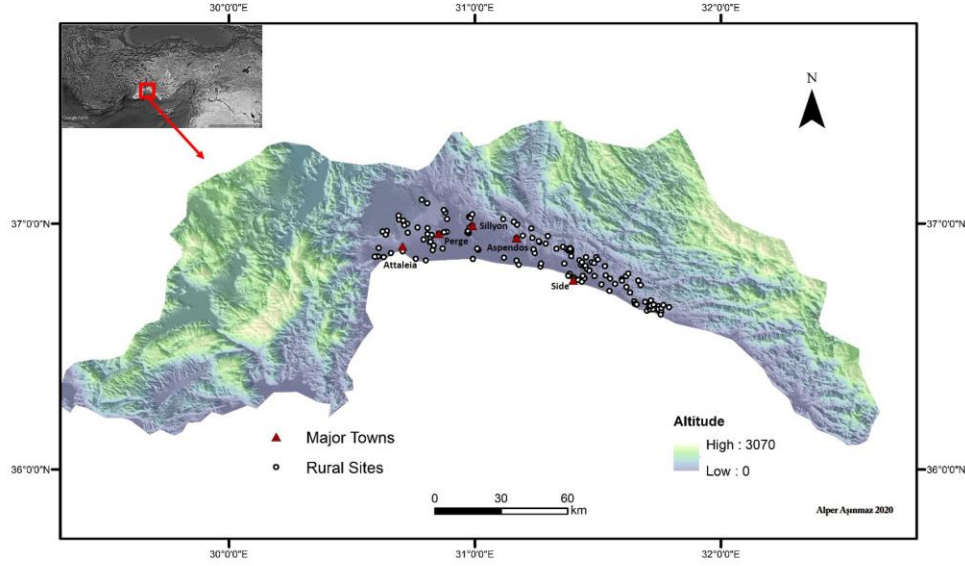 30°0'0"E 31°0'0"E 32°0'0"E
Google Earth
N
37°0'0"N 37°0'0"N
Sillyon
Perge
Aspendos
Attaleia
Side
Major Towns
Rural Sites
Altitude
High : 3070
Low : 0
36°0'0"N 36°0'0"N
0 30 60
km
Alper Aşınmaz 2020
30°0'0"E 31°0'0"E 32°0'0"E